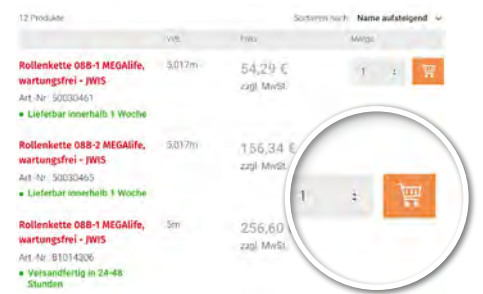 12 Produkte Sortieren nach: Name aufsteigend
VPE Preis Menge
Rollenkette 08B-1 MEGAlife, 5,017m 54,29 € 1
wartungsfrei - JWIS zzgl. MwSt.
Art.-Nr.: 50030461
• Lieferbar innerhalb 1 Woche
Rollenkette 08B-2 MEGAlife, 5,017m 156,34 €
wartungsfrei - JWIS zzgl. MwSt.
Art.-Nr.: 50030465
• Lieferbar innerhalb 1 Woche
1
Rollenkette 08B-1 MEGAlife, 5m 256,60
wartungsfrei - JWIS zzgl. MwSt.
Art.-Nr.: 81014206
• Versandfertig in 24-48
Stunden